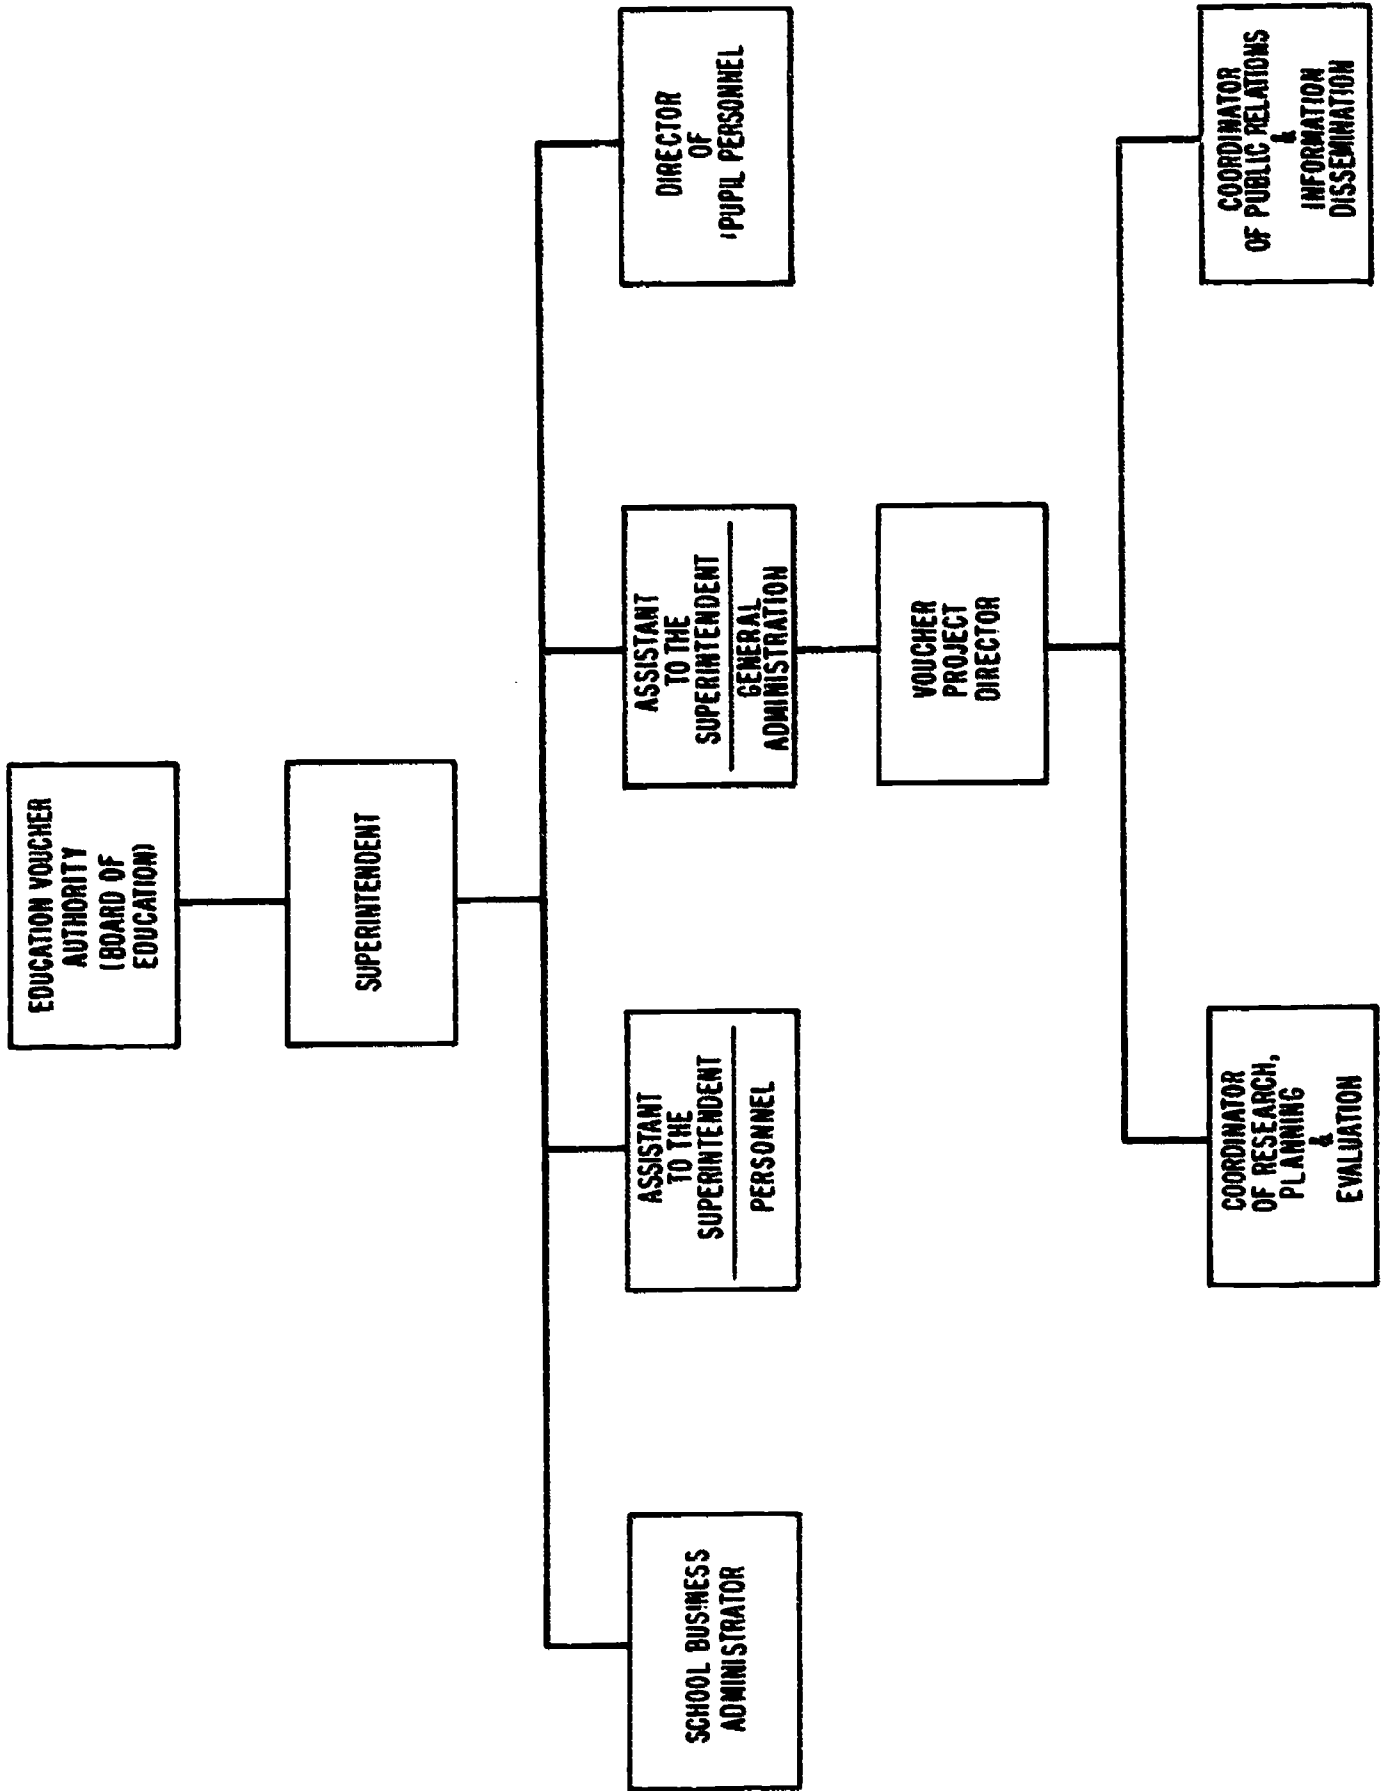 EDUCATION VOUCHER
AUTHORITY
(BOARD OF
EDUCATION)
SUPERINTENDENT
SCHOOL BUSINESS
ADMINISTRATOR
ASSISTANT
TO THE
SUPERINTENDENT
PERSONNEL
ASSISTANT
TO THE
SUPERINTENDENT
GENERAL
ADMINISTRATION
DIRECTOR
OF
PUPIL PERSONNEL
VOUCHER
PROJECT
DIRECTOR
COORDINATOR
OF RESEARCH,
PLANNING
&
EVALUATION
COORDINATOR
OF PUBLIC RELATIONS
&
INFORMATION
DISSEMINATION